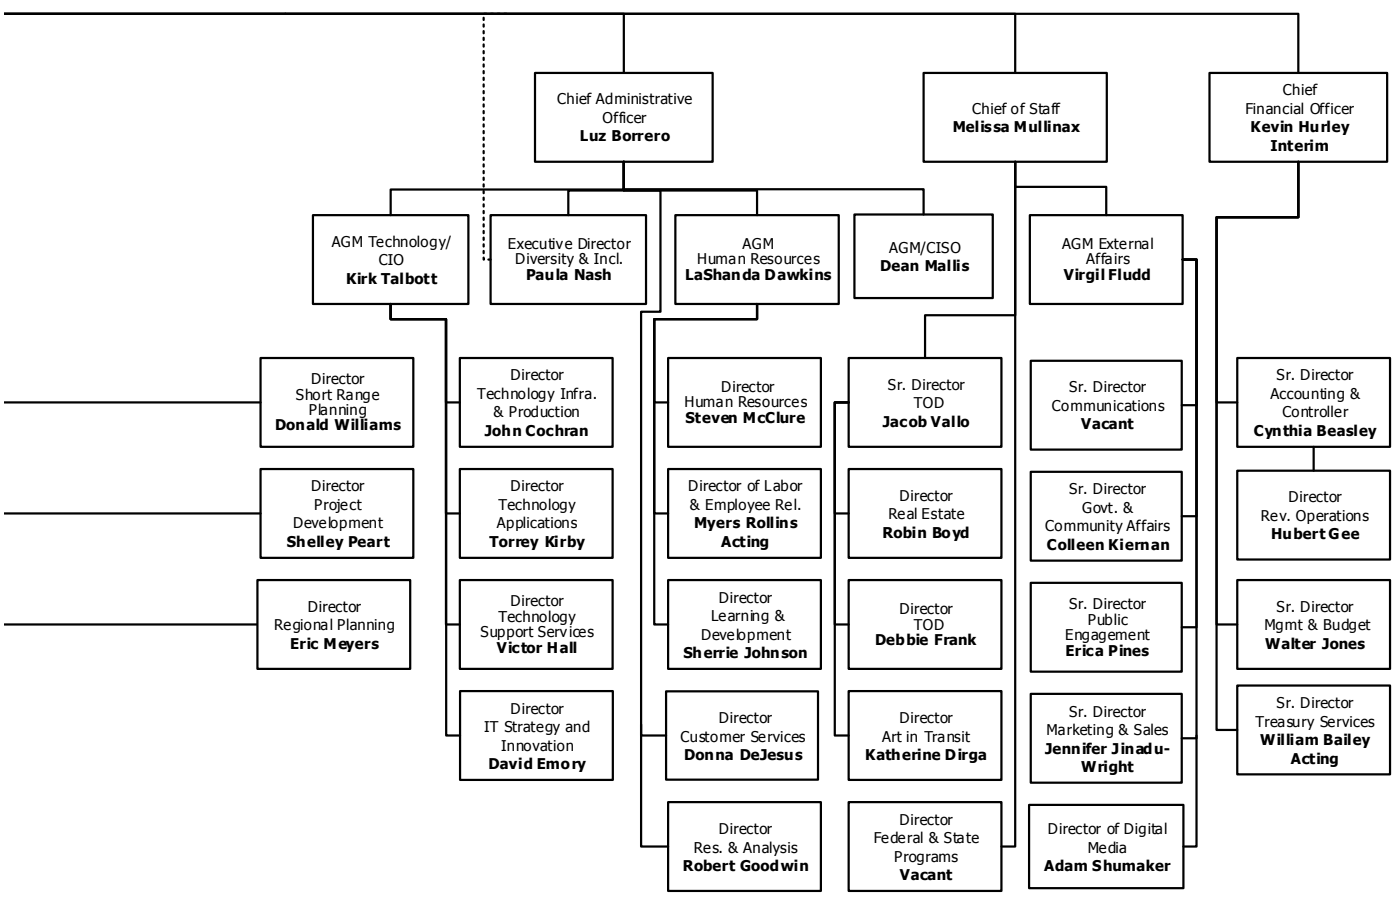 Chief Administrative
Officer
Luz Borrero
Chief of Staff
Melissa Mullinax
Chief
Financial Officer
Kevin Hurley
Interim
AGM Technology/
CIO
Kirk Talbott
Executive Director
Diversity & Incl.
Paula Nash
AGM
Human Resources
LaShanda Dawkins
AGM/CISO
Dean Mallis
AGM External
Affairs
Virgil Fludd
Director
Short Range
Planning
Donald Williams
Director
Technology Infra.
& Production
John Cochran
Director
Human Resources
Steven McClure
Sr. Director
TOD
Jacob Vallo
Sr. Director
Communications
Vacant
Sr. Director
Accounting &
Controller
Cynthia Beasley
Director
Project
Development
Shelley Peart
Director
Technology
Applications
Torrey Kirby
Director of Labor
& Employee Rel.
Myers Rollins
Acting
Director
Real Estate
Robin Boyd
Sr. Director
Govt. &
Community Affairs
Colleen Kiernan
Director
Rev. Operations
Hubert Gee
Director
Regional Planning
Eric Meyers
Director
Technology
Support Services
Victor Hall
Director
Learning &
Development
Sherrie Johnson
Director
TOD
Debbie Frank
Sr. Director
Public
Engagement
Erica Pines
Sr. Director
Mgmt & Budget
Walter Jones
Director
IT Strategy and
Innovation
David Emory
Director
Customer Services
Donna DeJesus
Director
Art in Transit
Katherine Dirga
Sr. Director
Marketing & Sales
Jennifer Jinadu-
Wright
Sr. Director
Treasury Services
William Bailey
Acting
Director
Res. & Analysis
Robert Goodwin
Director
Federal & State
Programs
Vacant
Director of Digital
Media
Adam Shumaker